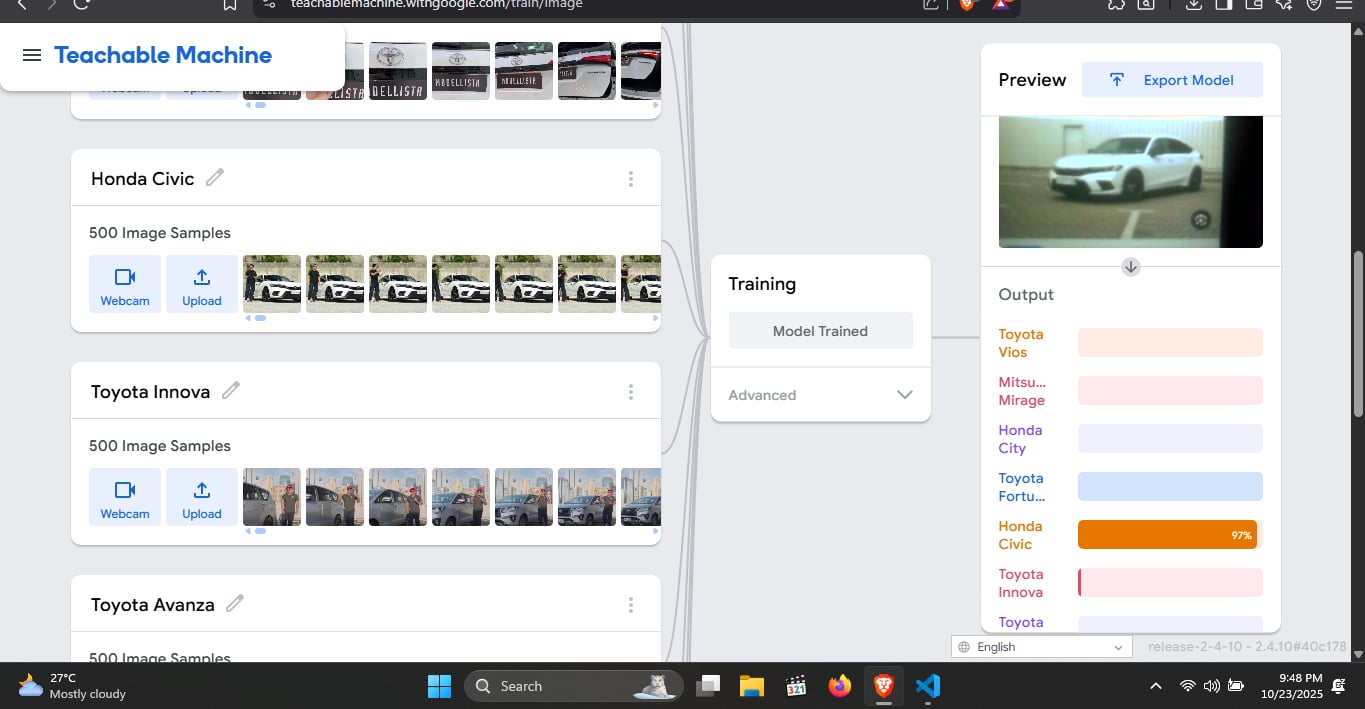 teachablemachine.withgoogle.com/train/image
Teachable Machine
MODELLISTA
MODELLISTA
Honda Civic
500 Image Samples
Webcam
Upload
Toyota Innova
500 Image Samples
Webcam
Upload
Toyota Avanza
500 Image Samples
Training
Model Trained
Advanced
Preview
Export Model
Output
Toyota
Vios
Mitsu...
Mirage
Honda
City
Toyota
Fortu...
Honda
Civic
97%
Toyota
Innova
Toyota
English
release-2-4-10 - 2.4.10#40c178
27°C
Mostly cloudy
Search
321
9:48 PM
10/23/2025